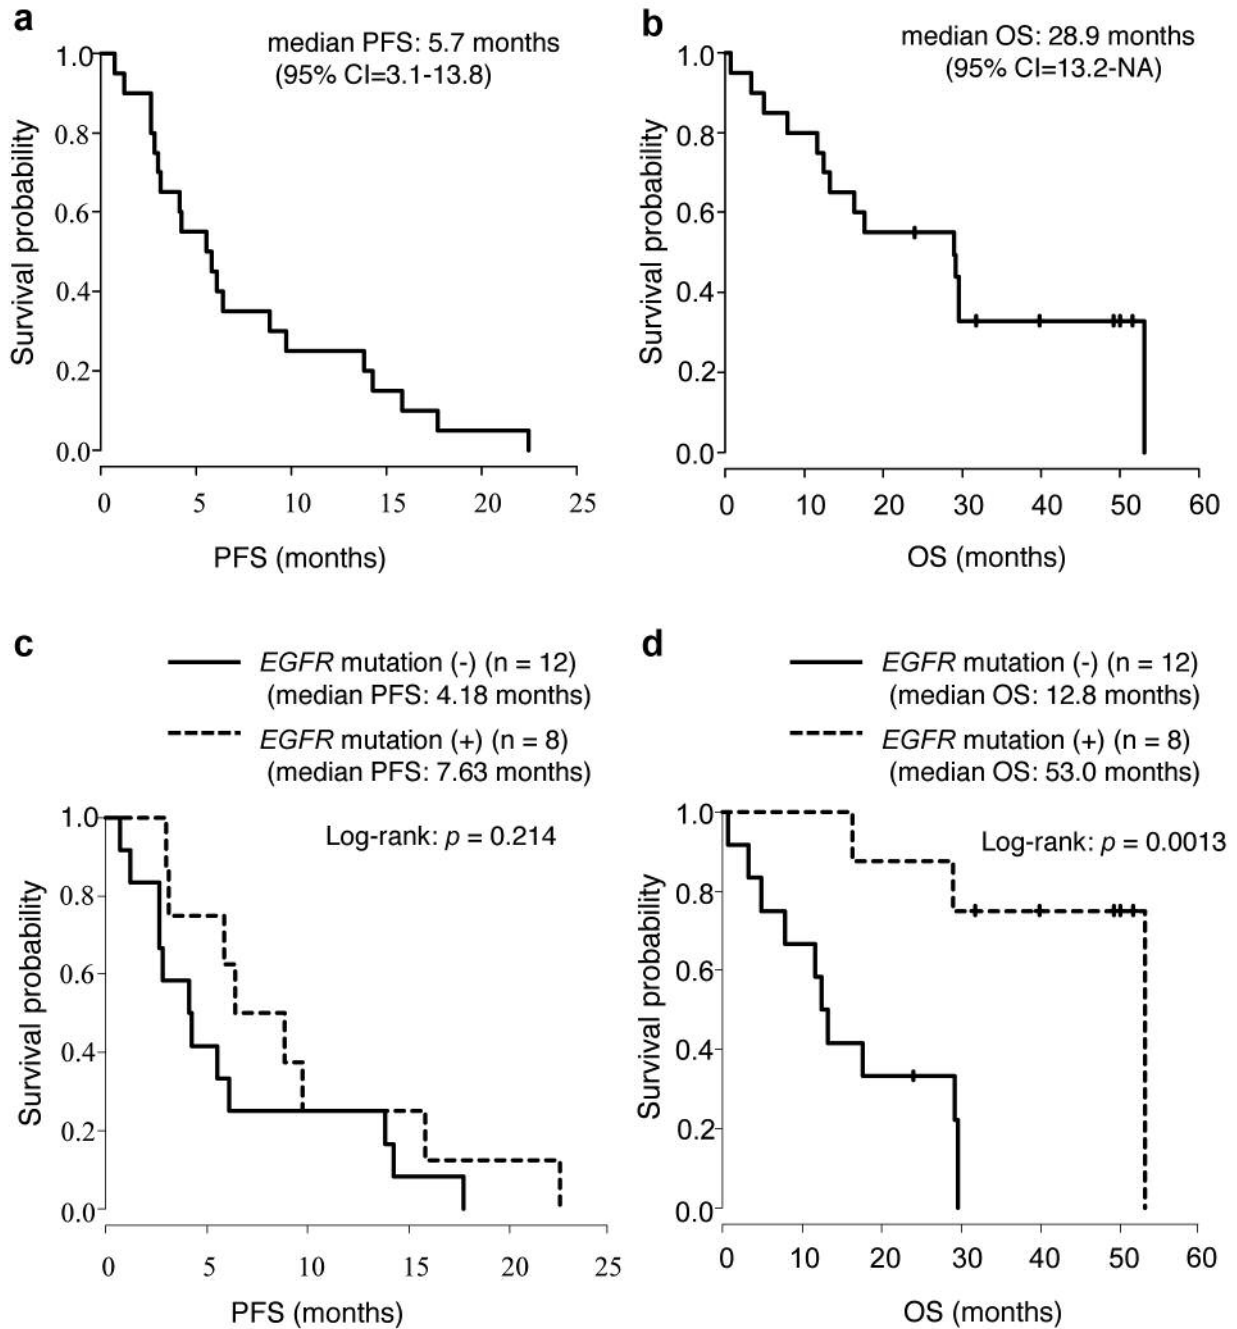 a
median PFS: 5.7 months
(95% CI=3.1-13.8)
1.0
0.8
0.6
0.4
0.2
0.0
Survival probability
0 5 10 15 20 25
PFS (months)
b
median OS: 28.9 months
(95% CI=13.2-NA)
1.0
0.8
0.6
0.4
0.2
0.0
Survival probability
0 10 20 30 40 50 60
OS (months)
c
EGFR mutation (-) (n = 12)
(median PFS: 4.18 months)
EGFR mutation (+) (n = 8)
(median PFS: 7.63 months)
Log-rank: p = 0.214
1.0
0.8
0.6
0.4
0.2
0.0
Survival probability
0 5 10 15 20 25
PFS (months)
d
EGFR mutation (-) (n = 12)
(median OS: 12.8 months)
EGFR mutation (+) (n = 8)
(median OS: 53.0 months)
Log-rank: p = 0.0013
1.0
0.8
0.6
0.4
0.2
0.0
Survival probability
0 10 20 30 40 50 60
OS (months)